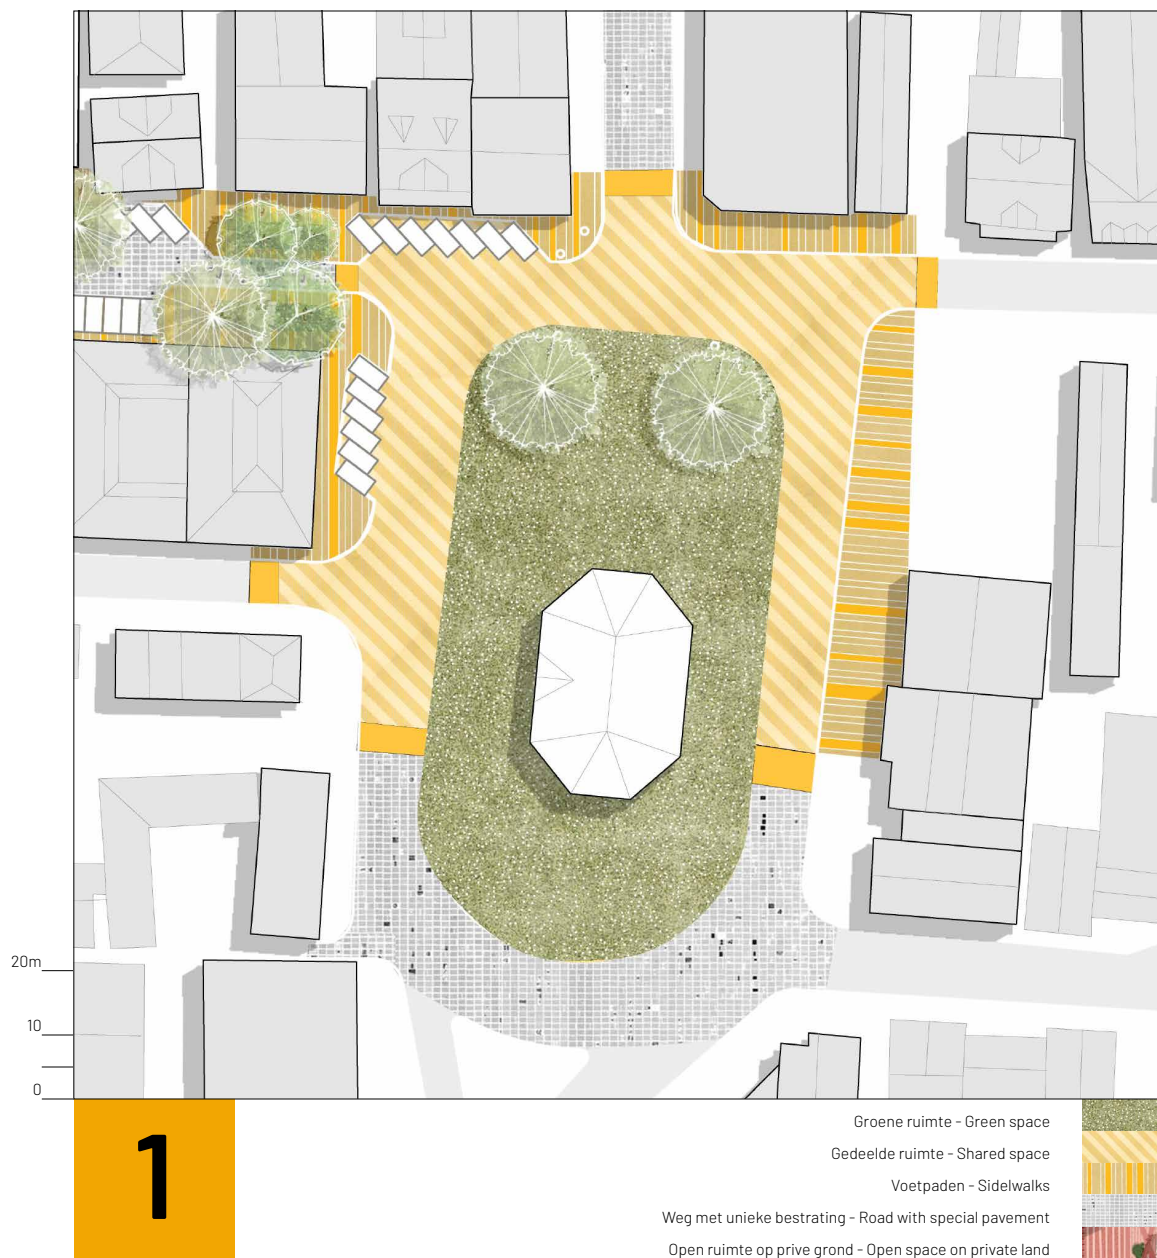 20m
10
0
1
Groene ruimte - Green space
Gedeelde ruimte - Shared space
Voetpaden - Sidelwalks
Weg met unieke bestrating - Road with special pavement
Open ruimte op prive grond - Open space on private land